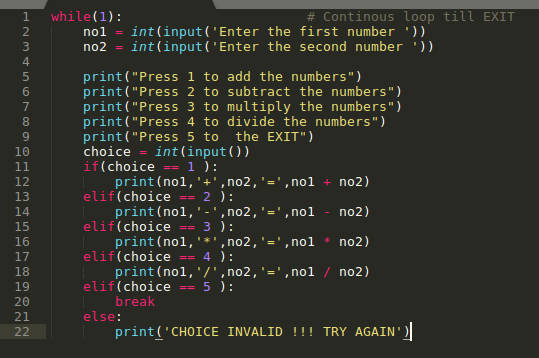 1 while(1): # Continous loop till EXIT
2 no1 = int(input('Enter the first number '))
3 no2 = int(input('Enter the second number '))
4
5 print("Press 1 to add the numbers")
6 print("Press 2 to subtract the numbers")
7 print("Press 3 to multiply the numbers")
8 print("Press 4 to divide the numbers")
9 print("Press 5 to  the EXIT")
10 choice = int(input())
11 if(choice == 1 ):
12 print(no1,'+',no2,'=',no1 + no2)
13 elif(choice == 2 ):
14 print(no1,'-',no2,'=',no1 - no2)
15 elif(choice == 3 ):
16 print(no1,'*',no2,'=',no1 * no2)
17 elif(choice == 4 ):
18 print(no1,'/',no2,'=',no1 / no2)
19 elif(choice == 5 ):
20 break
21 else:
22 print('CHOICE INVALID !!! TRY AGAIN')